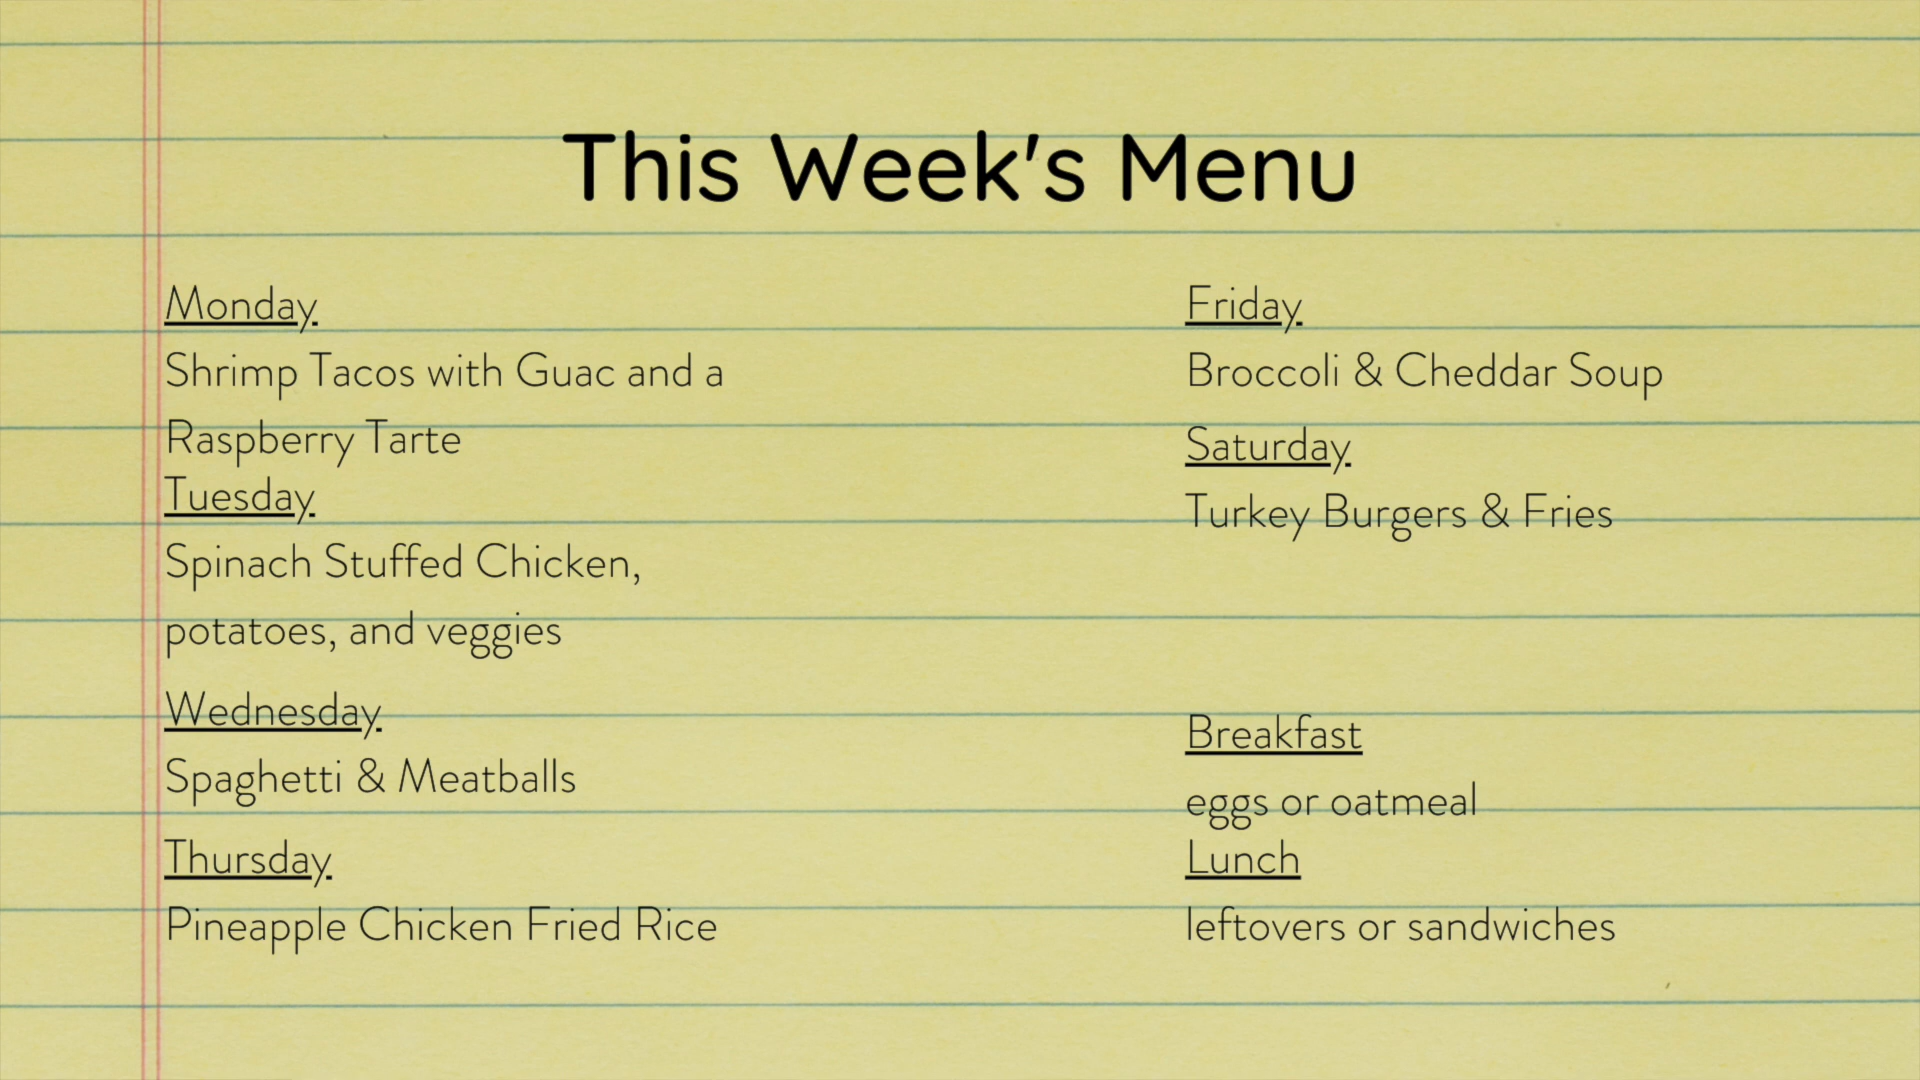 This Week's Menu
Monday
Shrimp Tacos with Guac and a
Raspberry Tarte
Tuesday
Spinach Stuffed Chicken,
potatoes, and veggies
Wednesday
Spaghetti & Meatballs
Thursday
Pineapple Chicken Fried Rice
Friday
Broccoli & Cheddar Soup
Saturday
Turkey Burgers & Fries
Breakfast
eggs or oatmeal
Lunch
leftovers or sandwiches